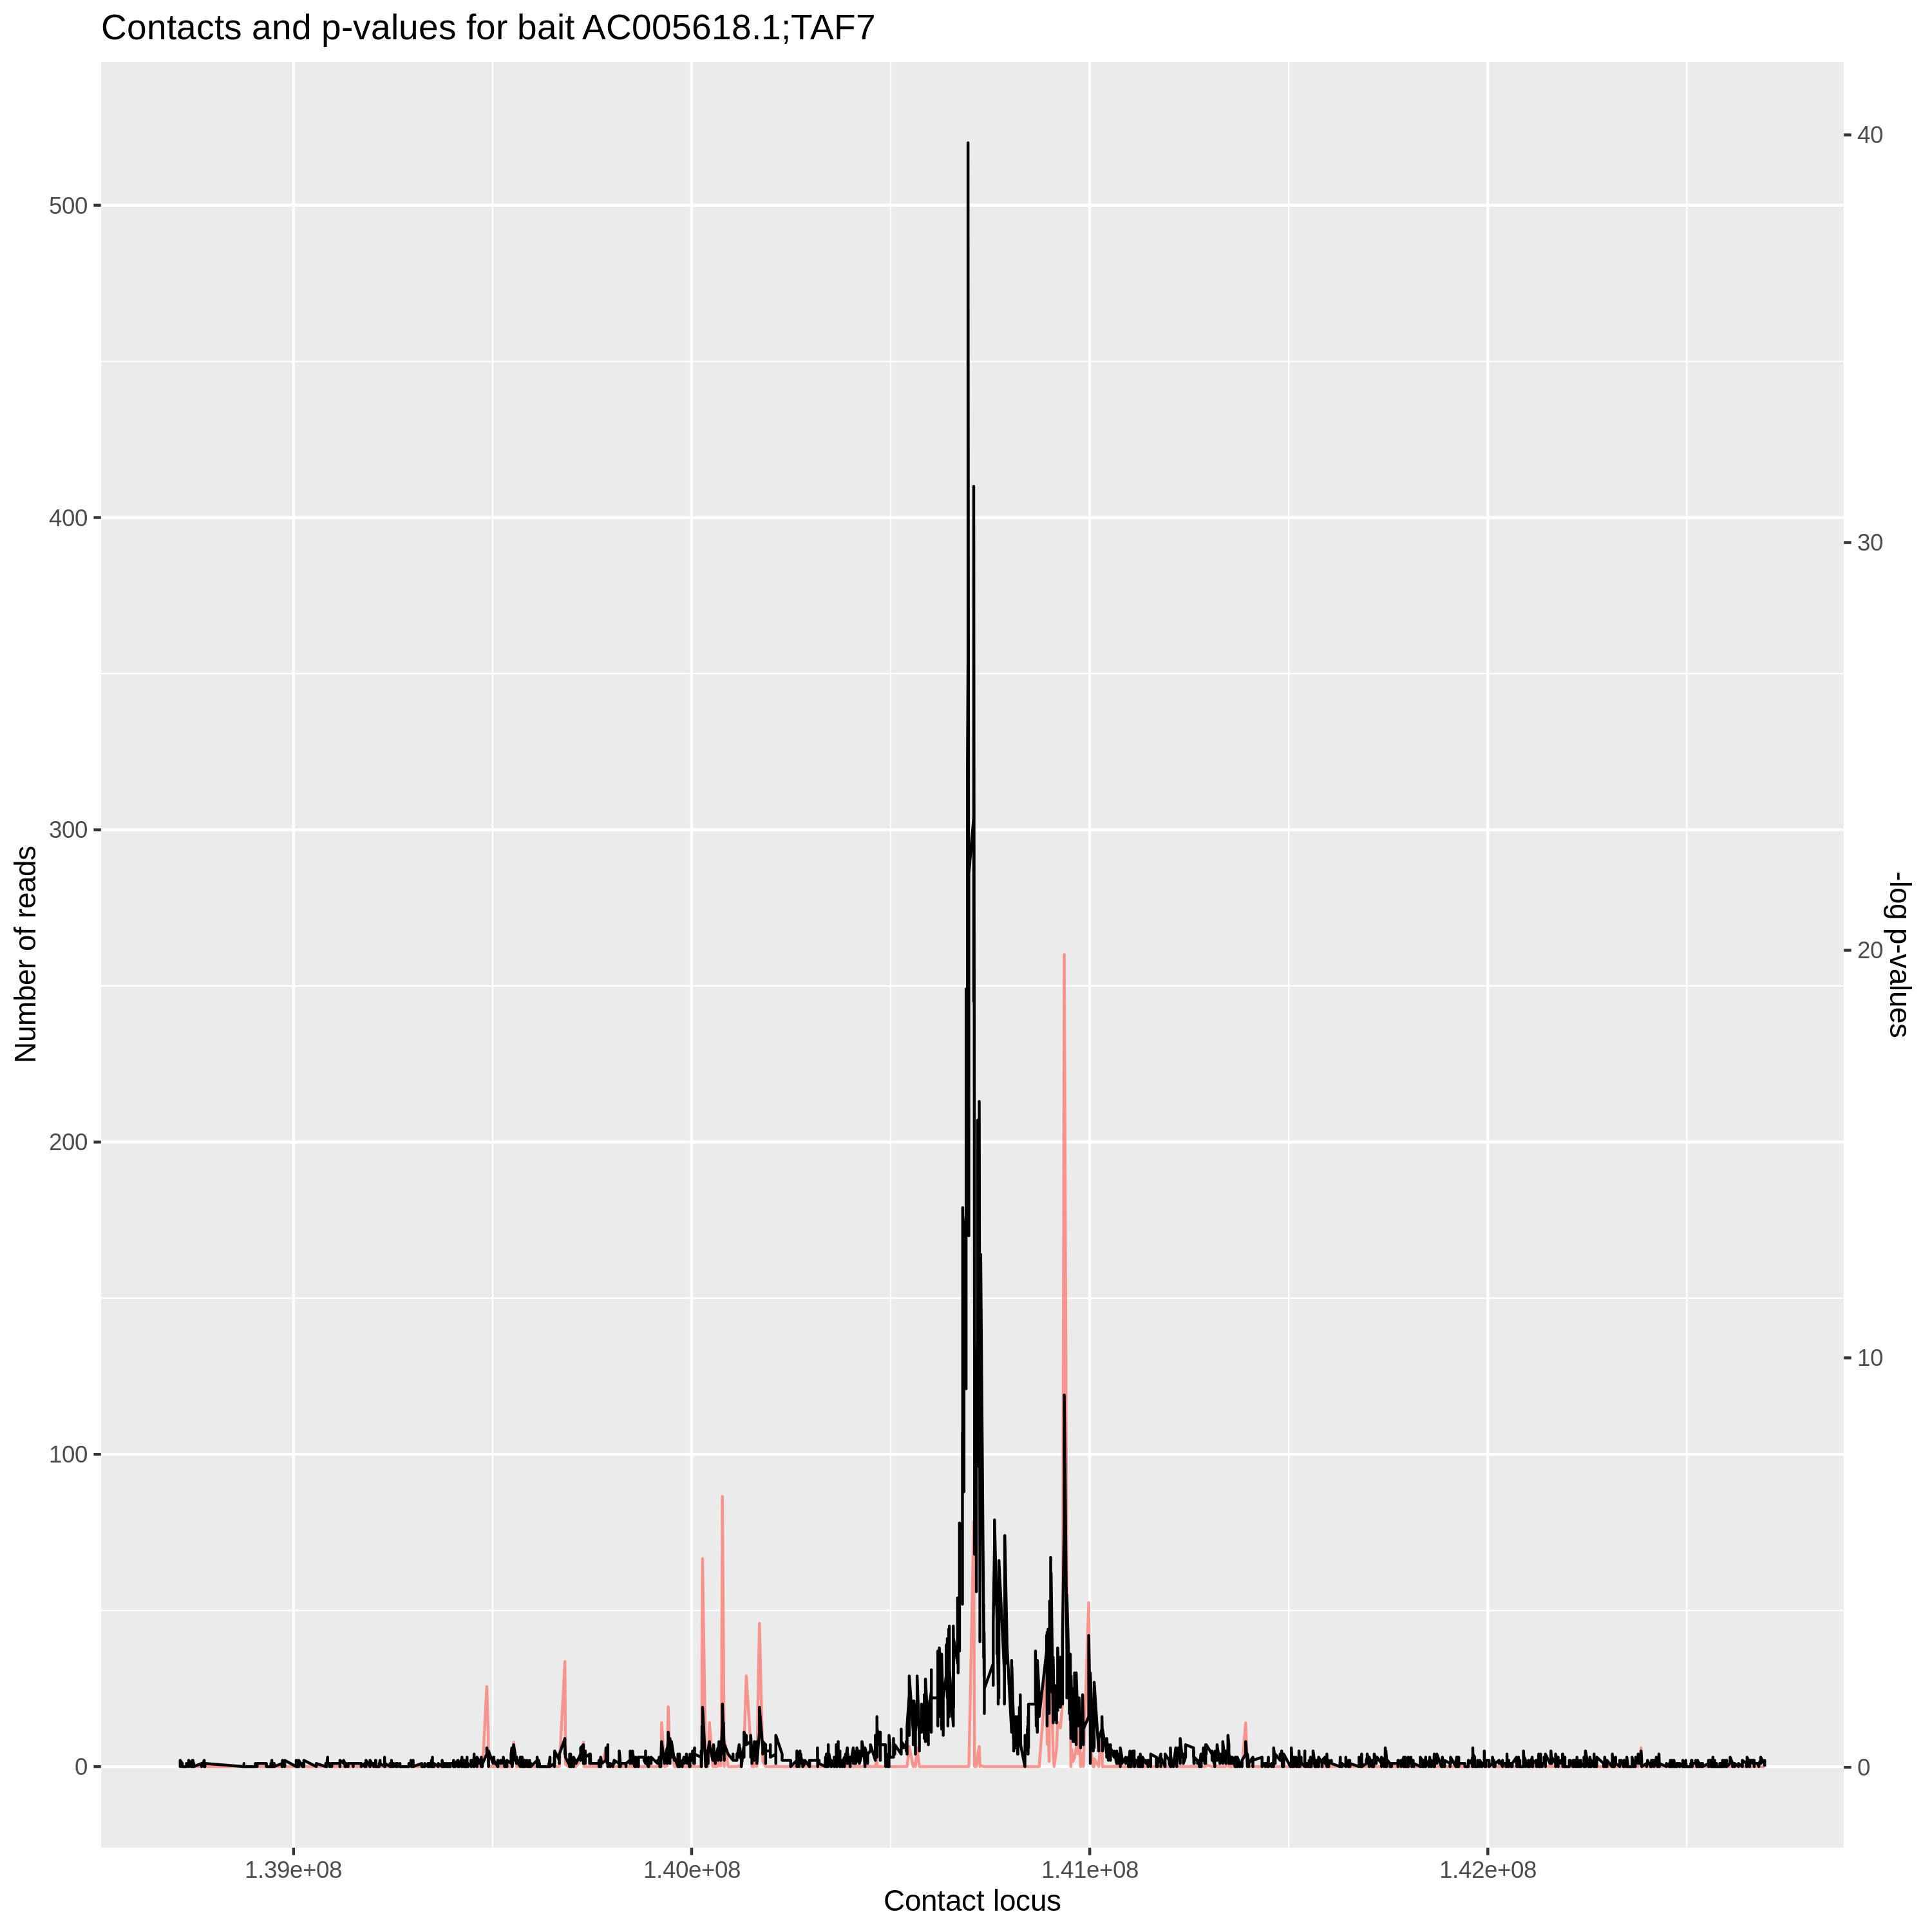 Contacts and p-values for bait AC005618.1;TAF7
Number of reads
500
400
300
200
100
0
40
30
20
10
0
-log p-values
1.39e+08
1.40e+08
1.41e+08
1.42e+08
Contact locus